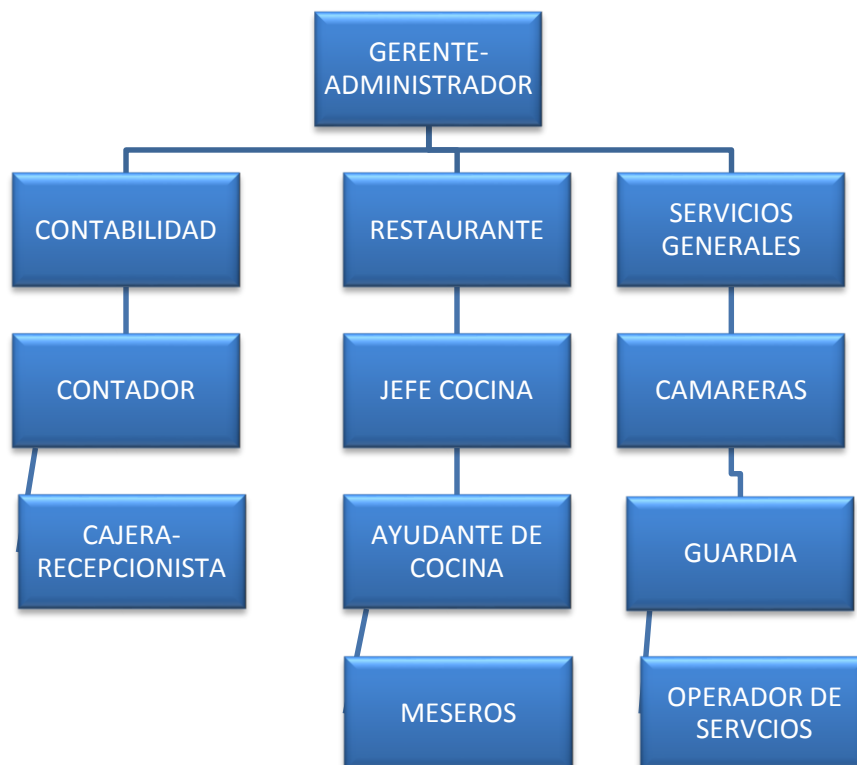 GERENTE-
ADMINISTRADOR
CONTABILIDAD
RESTAURANTE
SERVICIOS
GENERALES
CONTADOR
JEFE COCINA
CAMARERAS
CAJERA-
RECEPCIONISTA
AYUDANTE DE
COCINA
GUARDIA
MESEROS
OPERADOR DE
SERVCIOS